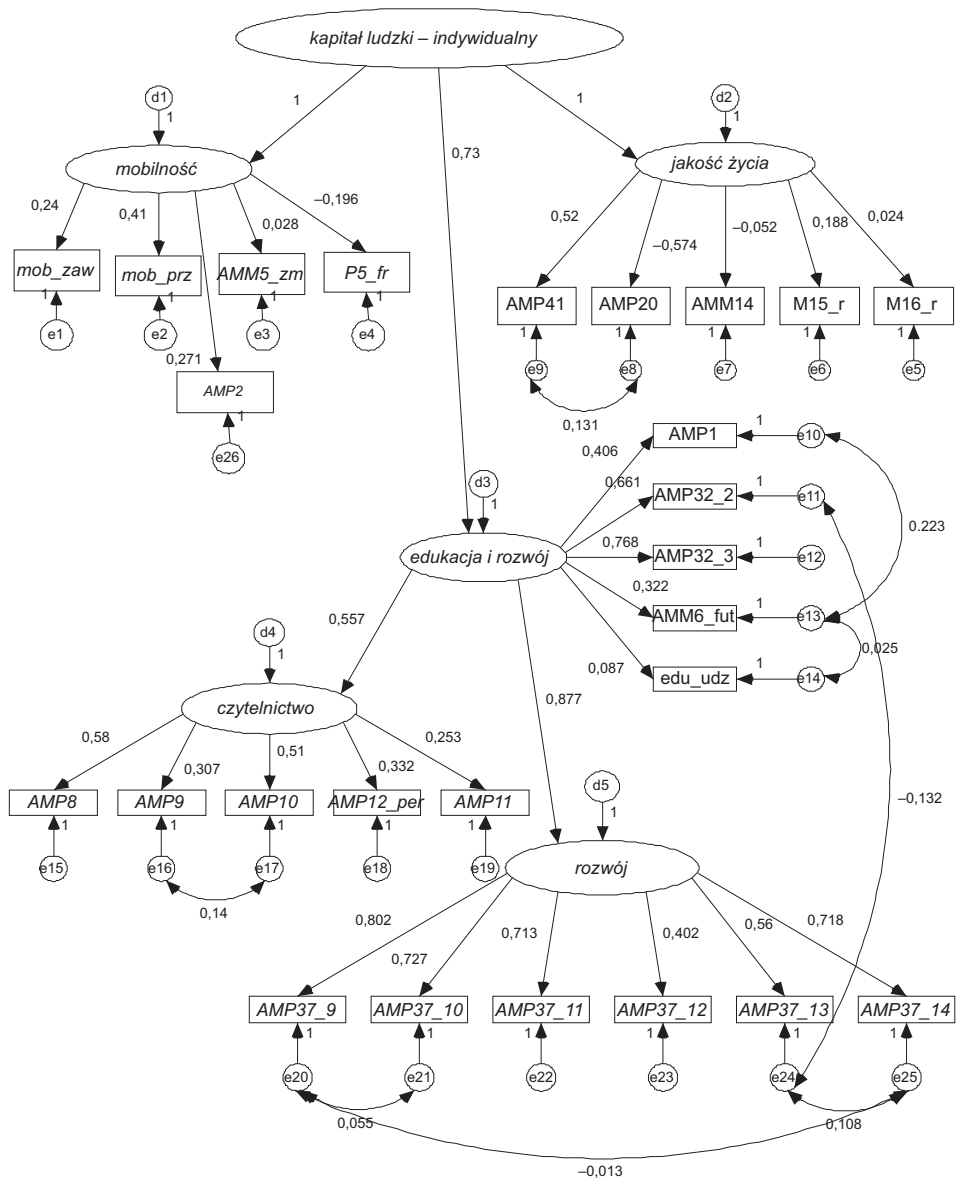 kapitał ludzki – indywidualny
d1
1
1
1
d2
1
mobilność
0,73
jakość życia
0,24
0,41
0,028
–0,196
0,52
–0,574
–0,052
0,188
0,024
mob_zaw
mob_prz
AMM5_zm
P5_fr
AMP41
AMP20
AMM14
M15_r
M16_r
1
1
1
1
1
1
1
1
1
e1
e2
e3
e4
e9
e8
e7
e6
e5
0,271
AMP2
1
e26
0,131
0,406
AMP1
1
e10
d3
1
0,661
AMP32_2
1
e11
0.223
edukacja i rozwój
0,768
AMP32_3
1
e12
0,322
AMM6_fut
1
e13
0,025
0,087
edu_udz
1
e14
0,557
0,877
d4
1
czytelnictwo
0,58
0,307
0,51
0,332
0,253
AMP8
AMP9
AMP10
AMP12_per
AMP11
1
1
1
1
1
e15
e16
e17
e18
e19
0,14
d5
1
–0,132
rozwój
0,802
0,727
0,713
0,402
0,56
0,718
AMP37_9
AMP37_10
AMP37_11
AMP37_12
AMP37_13
AMP37_14
1
1
1
1
1
1
e20
e21
e22
e23
e24
e25
0,055
0,108
–0,013